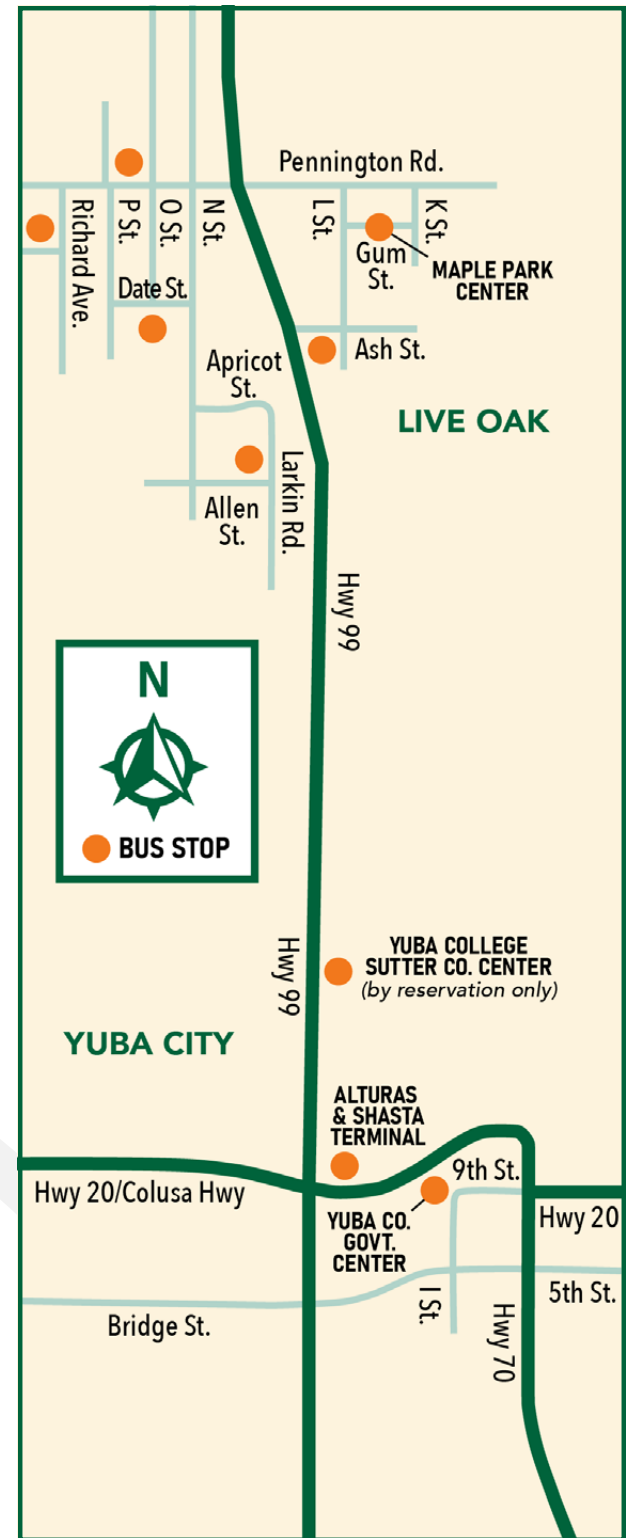 Pennington Rd.
Richard Ave.
P St.
O St.
N St.
L St.
K St.
Gum
St.
MAPLE PARK
CENTER
Date St.
Ash St.
Apricot
St.
LIVE OAK
Larkin Rd.
Allen
St.
Hwy 99
N
BUS STOP
Hwy 99
YUBA COLLEGE
SUTTER CO. CENTER
(by reservation only)
YUBA CITY
ALTURAS
& SHASTA
TERMINAL
9th St.
Hwy 20/Colusa Hwy
YUBA CO.
GOVT.
CENTER
Hwy 20
I St.
5th St.
Bridge St.
Hwy 70